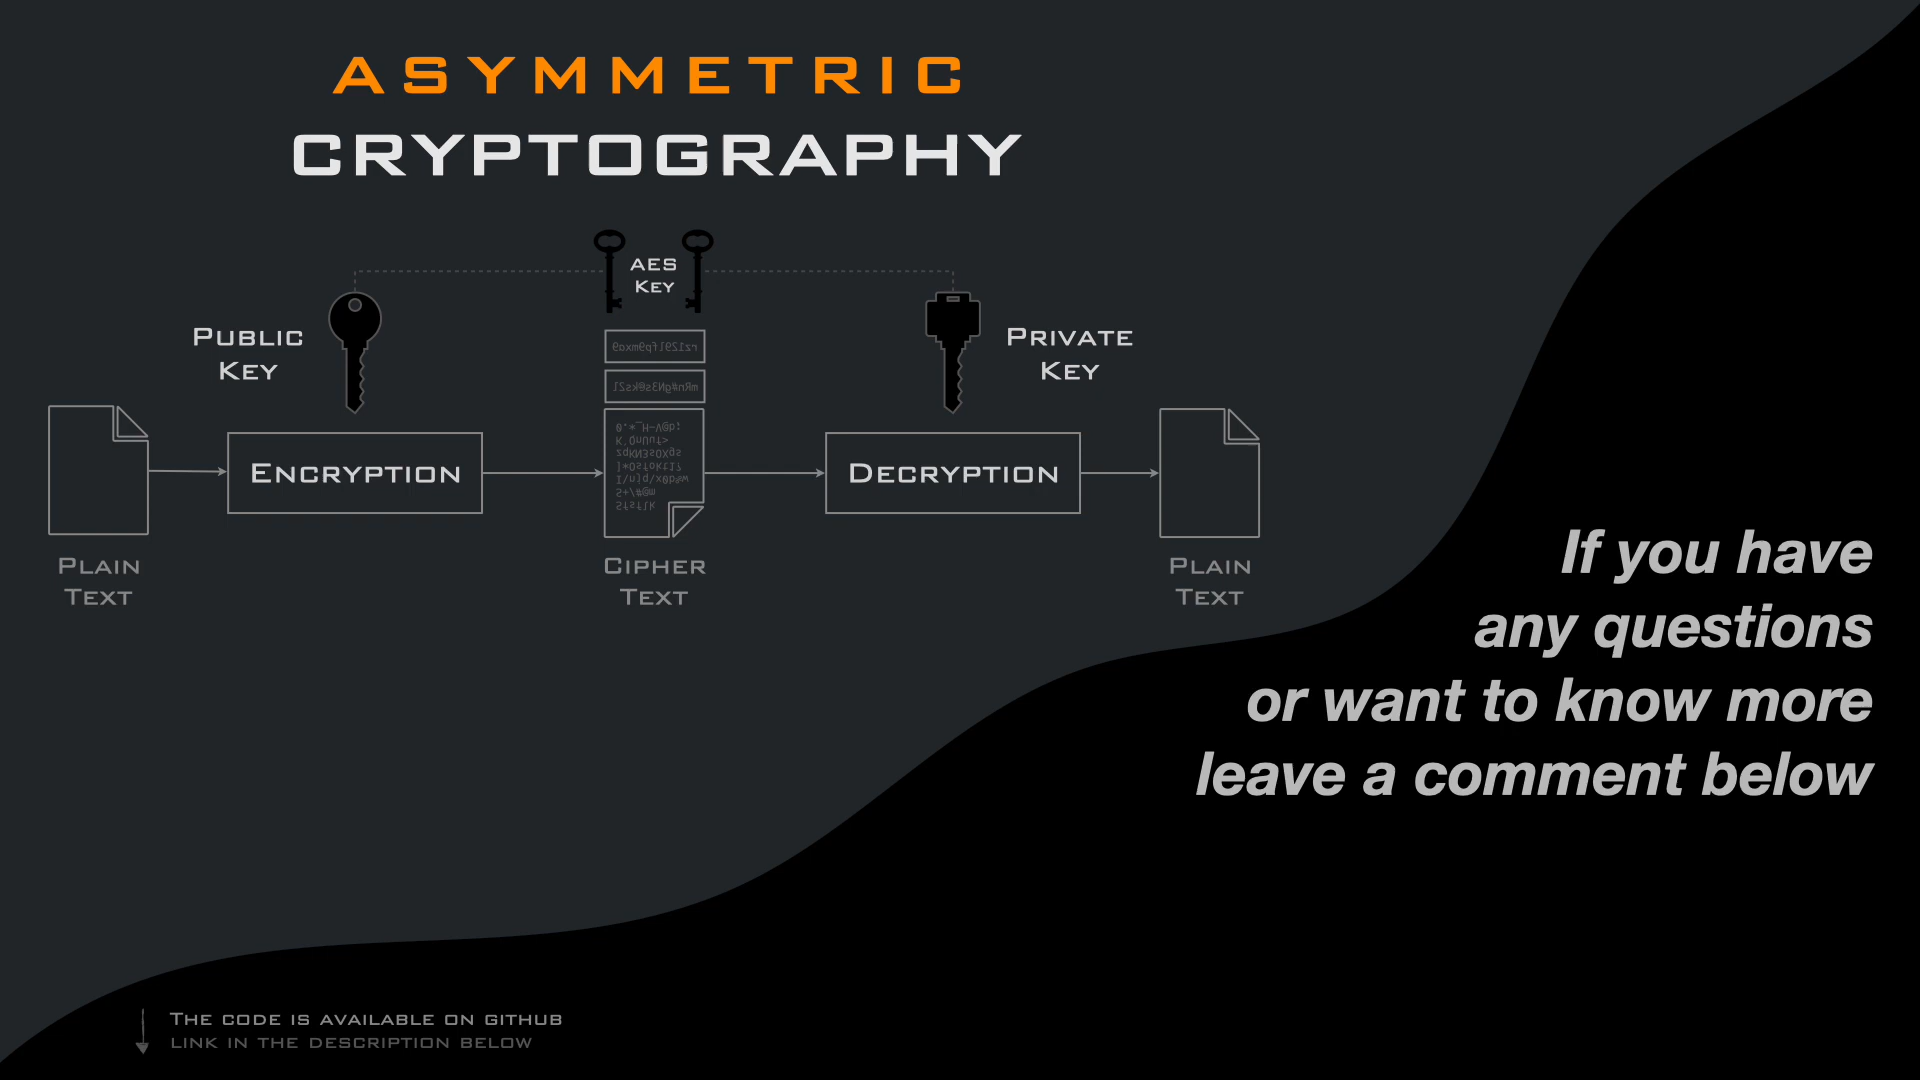 ASYMMETRIC
CRYPTOGRAPHY
AES
KEY
PUBLIC
KEY
PRIVATE
KEY
ENCRYPTION
DECRYPTION
PLAIN
TEXT
CIPHER
TEXT
PLAIN
TEXT
If you have
any questions
or want to know more
leave a comment below
THE CODE IS AVAILABLE ON GITHUB
LINK IN THE DESCRIPTION BELOW